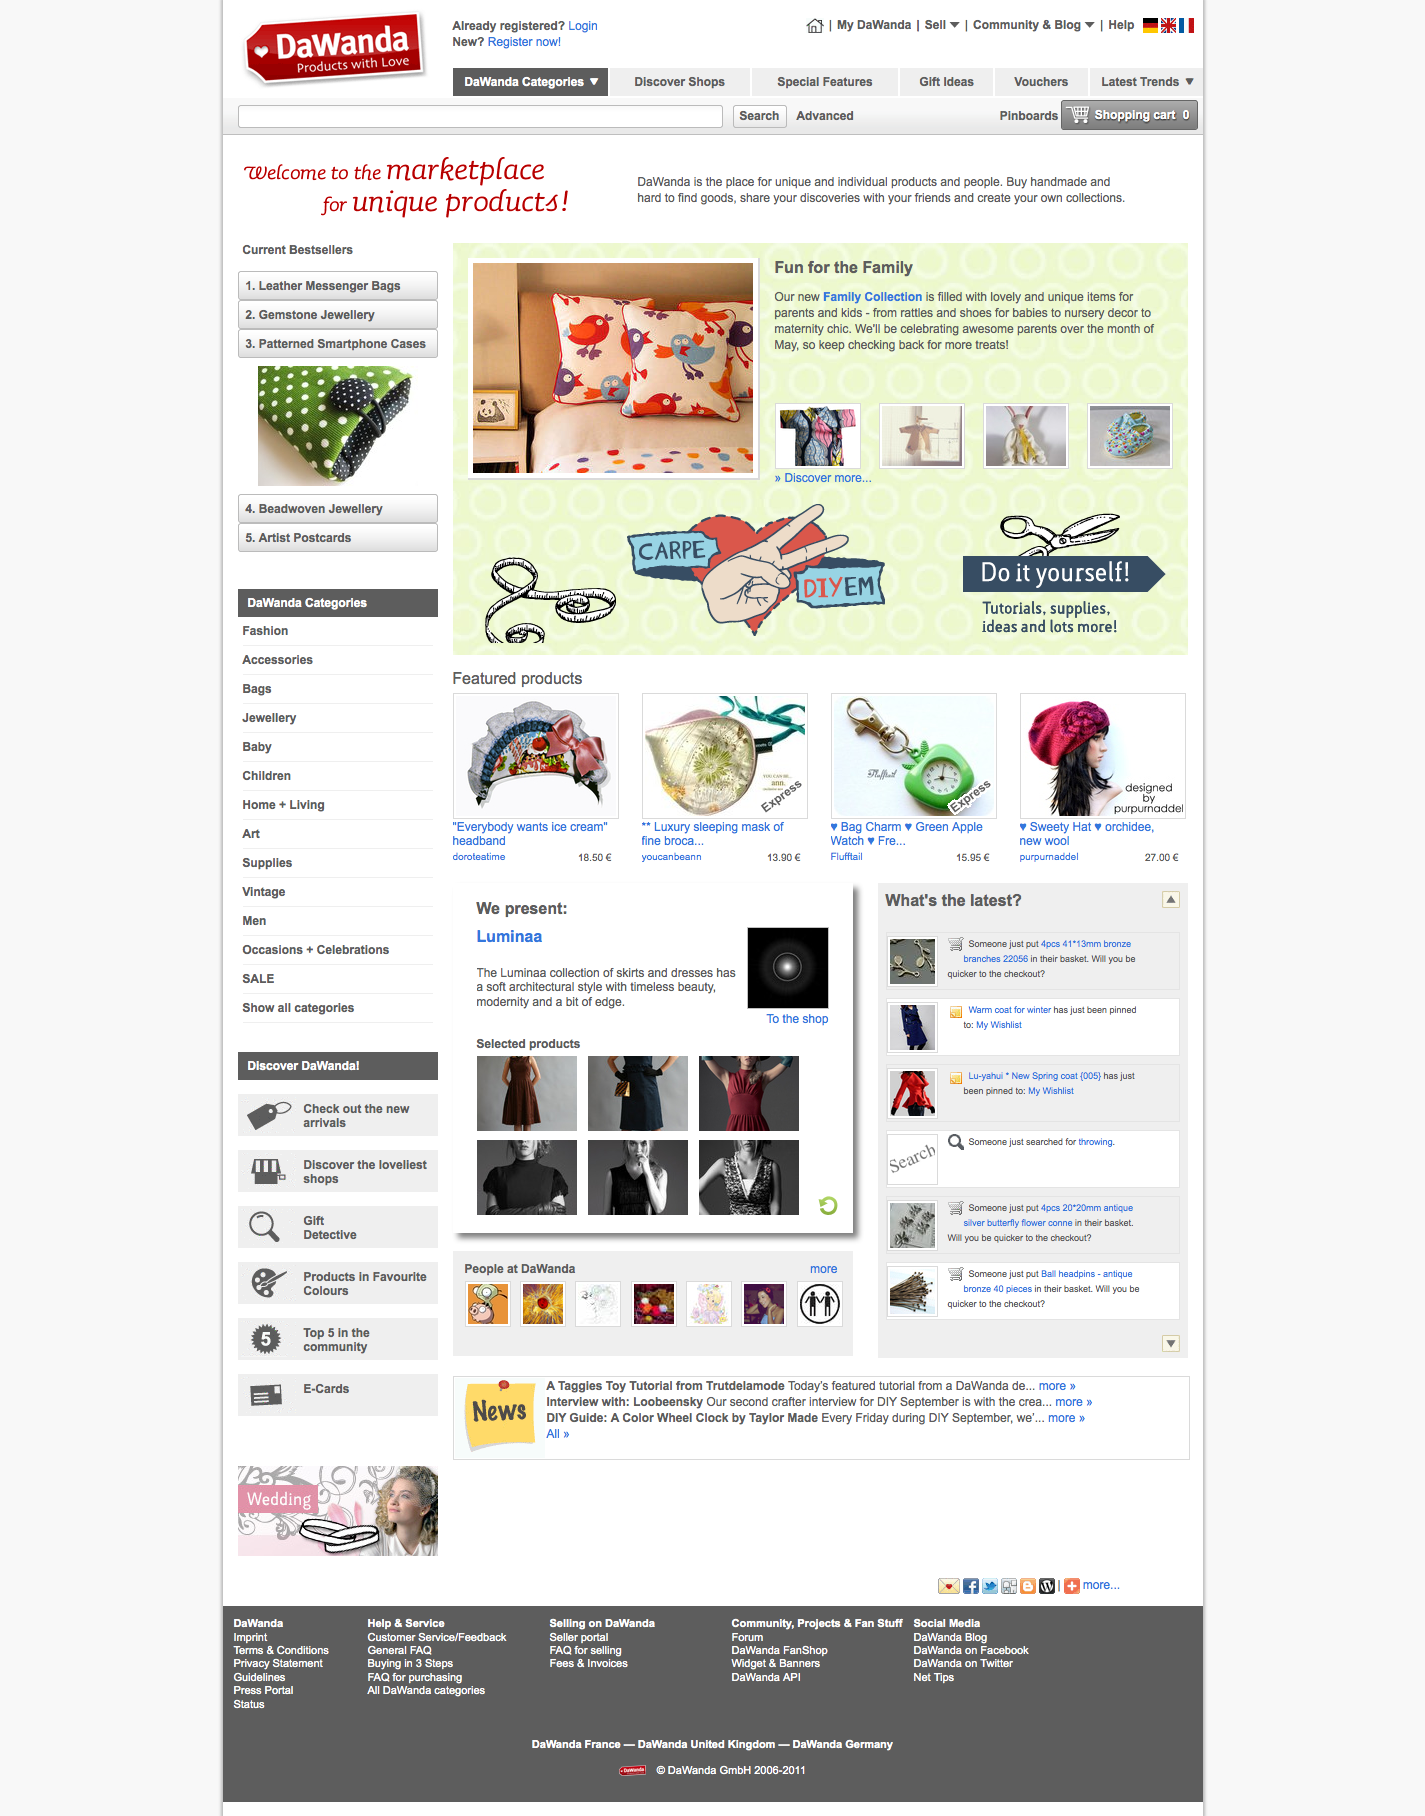 DaWanda
Products with Love
Already registered? Login
New? Register now!
| My DaWanda | Sell | Community & Blog | Help
DaWanda Categories
Discover Shops
Special Features
Gift Ideas
Vouchers
Latest Trends
Search
Advanced
Pinboards
Shopping cart 0
Welcome to the marketplace
for unique products!
DaWanda is the place for unique and individual products and people. Buy handmade and
hard to find goods, share your discoveries with your friends and create your own collections.
Current Bestsellers
1. Leather Messenger Bags
2. Gemstone Jewellery
3. Patterned Smartphone Cases
4. Beadwoven Jewellery
5. Artist Postcards
Fun for the Family
Our new Family Collection is filled with lovely and unique items for
parents and kids - from rattles and shoes for babies to nursery decor to
maternity chic. We'll be celebrating awesome parents over the month of
May, so keep checking back for more treats!
» Discover more...
CARPE
DIYEM
Do it yourself!
Tutorials, supplies,
ideas and lots more!
DaWanda Categories
Fashion
Accessories
Bags
Jewellery
Baby
Children
Home + Living
Art
Supplies
Vintage
Men
Occasions + Celebrations
SALE
Show all categories
Featured products
Express
Flufftail
Express
designed
by
purpurnaddel
"Everybody wants ice cream"
headband
doroteatime 18.50 €
** Luxury sleeping mask of
fine broca...
youcanbeann 13.90 €
♥ Bag Charm ♥ Green Apple
Watch ♥ Fre...
Flufftail 15.95 €
♥ Sweety Hat ♥ orchidee,
new wool
purpurnaddel 27.00 €
We present:
Luminaa
The Luminaa collection of skirts and dresses has
a soft architectural style with timeless beauty,
modernity and a bit of edge.
To the shop
Selected products
What's the latest?
Someone just put 4pcs 41*13mm bronze
branches 22056 in their basket. Will you be
quicker to the checkout?
Warm coat for winter has just been pinned
to: My Wishlist
Lu-yahui * New Spring coat {005} has just
been pinned to: My Wishlist
Search
Someone just searched for throwing.
Someone just put 4pcs 20*20mm antique
silver butterfly flower conne in their basket.
Will you be quicker to the checkout?
Someone just put Ball headpins - antique
bronze 40 pieces in their basket. Will you be
quicker to the checkout?
Discover DaWanda!
Check out the new
arrivals
Discover the loveliest
shops
Gift
Detective
Products in Favourite
Colours
5
Top 5 in the
community
E-Cards
People at DaWanda
more
News
A Taggies Toy Tutorial from Trutdelamode Today's featured tutorial from a DaWanda de... more »
Interview with: Loobeensky Our second crafter interview for DIY September is with the crea... more »
DIY Guide: A Color Wheel Clock by Taylor Made Every Friday during DIY September, we'... more »
All »
Wedding
| more...
DaWanda
Imprint
Terms & Conditions
Privacy Statement
Guidelines
Press Portal
Status
Help & Service
Customer Service/Feedback
General FAQ
Buying in 3 Steps
FAQ for purchasing
All DaWanda categories
Selling on DaWanda
Seller portal
FAQ for selling
Fees & Invoices
Community, Projects & Fan Stuff
Forum
DaWanda FanShop
Widget & Banners
DaWanda API
Social Media
DaWanda Blog
DaWanda on Facebook
DaWanda on Twitter
Net Tips
DaWanda France — DaWanda United Kingdom — DaWanda Germany
DaWanda © DaWanda GmbH 2006-2011